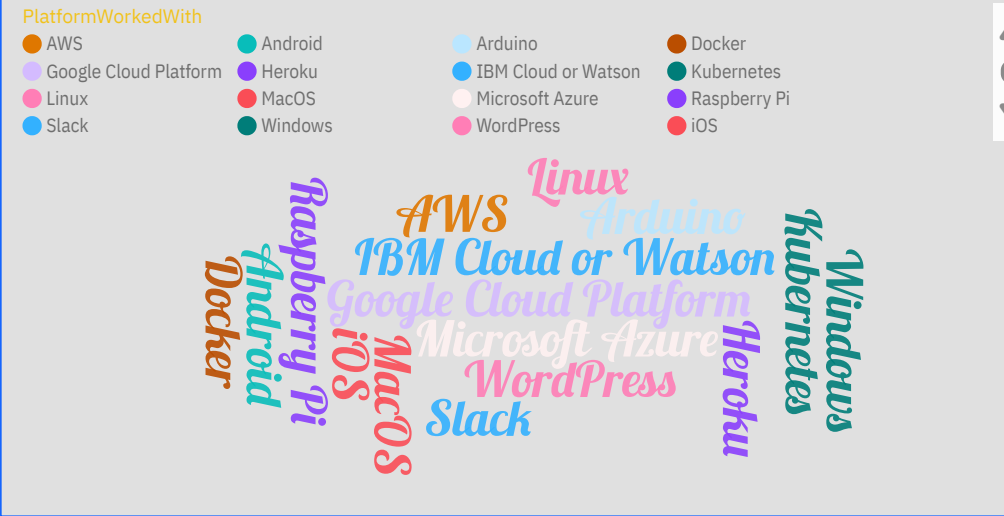 PlatformWorkedWith
AWS Android Arduino Docker
Google Cloud Platform Heroku IBM Cloud or Watson Kubernetes
Linux MacOS Microsoft Azure Raspberry Pi
Slack Windows WordPress iOS
Linux
AWS
Arduino
IBM Cloud or Watson
Google Cloud Platform
Microsoft Azure
WordPress
Slack
Docker
Android
Raspberry Pi
iOS
MacOS
Heroku
Kubernetes
Windows